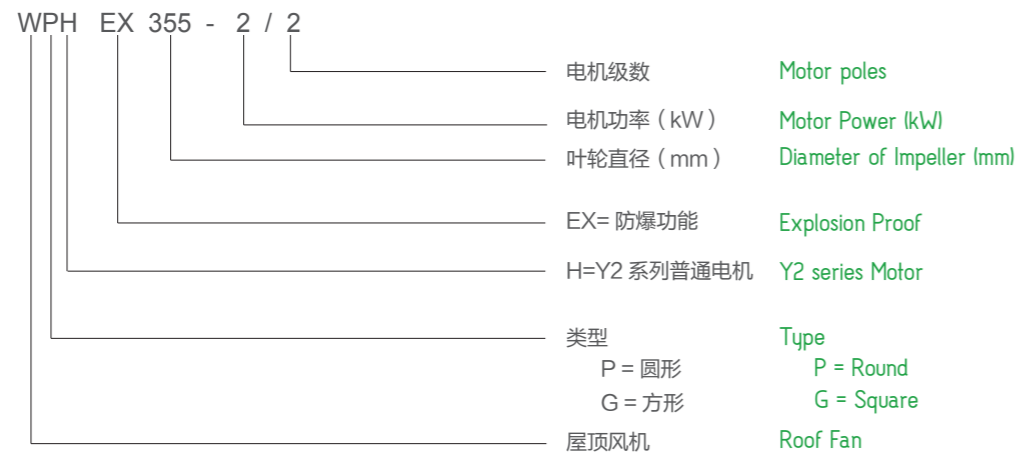 WPH EX 355 - 2 / 2
电机级数 Motor poles
电机功率（kW） Motor Power (kW)
叶轮直径（mm） Diameter of Impeller (mm)
EX= 防爆功能 Explosion Proof
H=Y2 系列普通电机 Y2 series Motor
类型 Type
P = 圆形 P = Round
G = 方形 G = Square
屋顶风机 Roof Fan